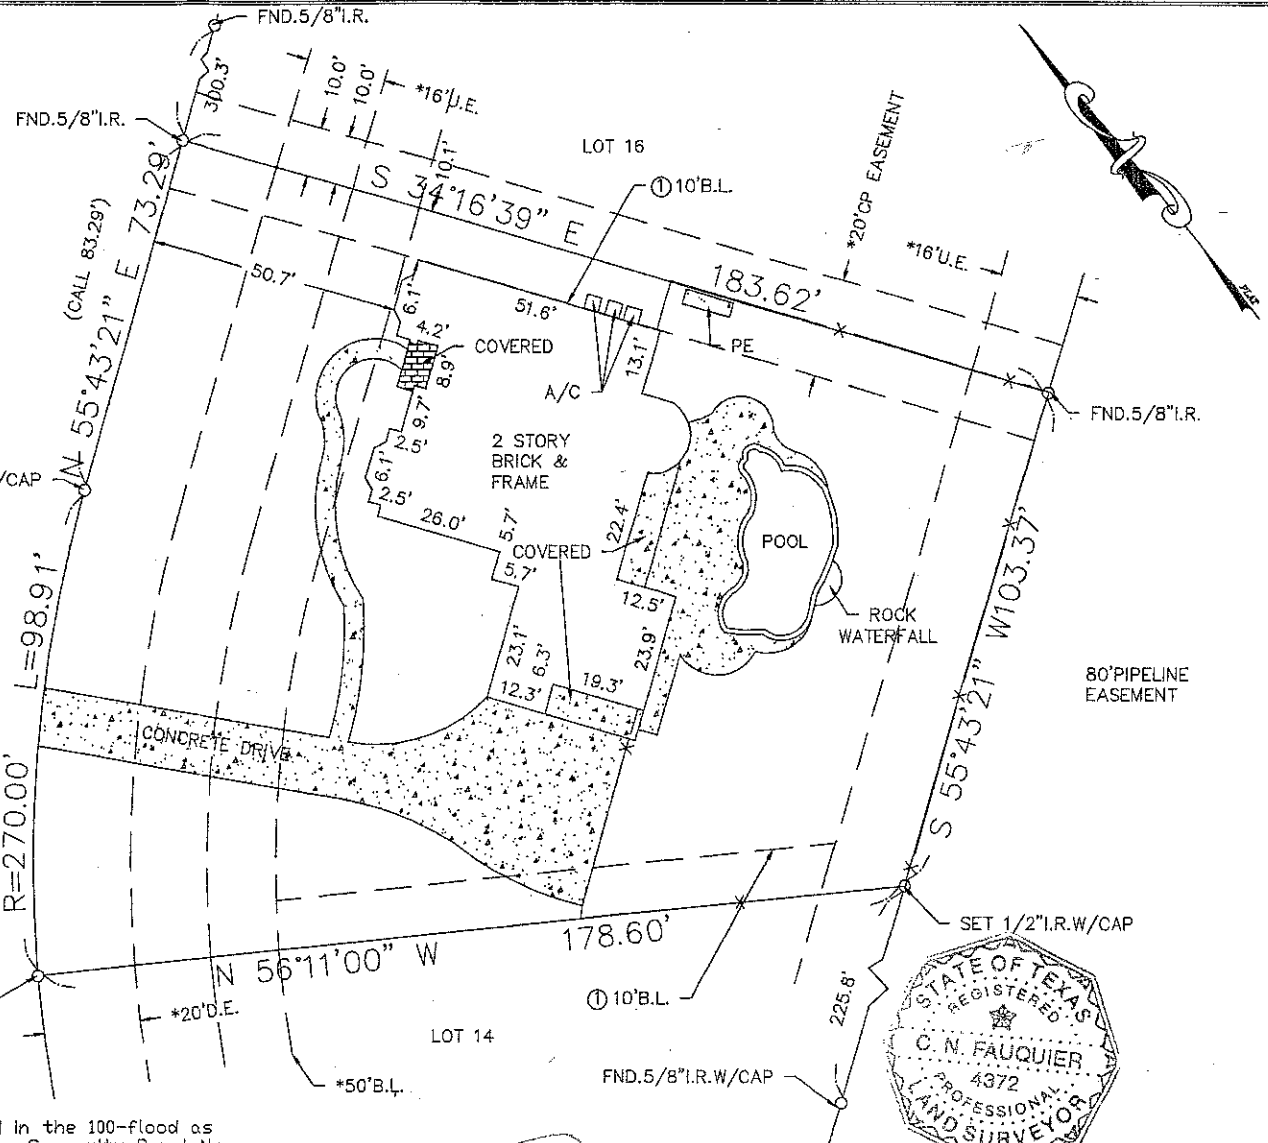 FND.5/8"I.R.
300.3'
10.0'
10.0'
*16'U.E.
FND.5/8"I.R.
10.1'
LOT 16
①10'B.L.
*20'CP EASEMENT
*16'U.E.
S 34°16'39" E
183.62'
N 55°43'21" E 73.29'
(CALL 83.29')
50.7'
6.1'
51.6'
4.2'
COVERED
8.9'
A/C
13.1'
PE
FND.5/8"I.R.
9.7'
2.5'
6.1'
2.5'
2 STORY
BRICK &
FRAME
26.0'
5.7'
5.7'
COVERED
22.4'
POOL
12.5'
ROCK
WATERFALL
/CAP
L=98.91'
R=270.00'
23.1'
6.3'
23.9'
19.3'
12.3'
CONCRETE DRIVE
S 55°43'21" W103.37'
80'PIPELINE
EASEMENT
N 56°11'00" W
178.60'
SET 1/2"I.R.W/CAP
①10'B.L.
225.8'
*20'D.E.
LOT 14
*50'B.L.
FND.5/8"I.R.W/CAP
STATE OF TEXAS
REGISTERED
C. N. FAUQUIER
4372
PROFESSIONAL
LAND SURVEYOR
PLAT
in the 100-flood as